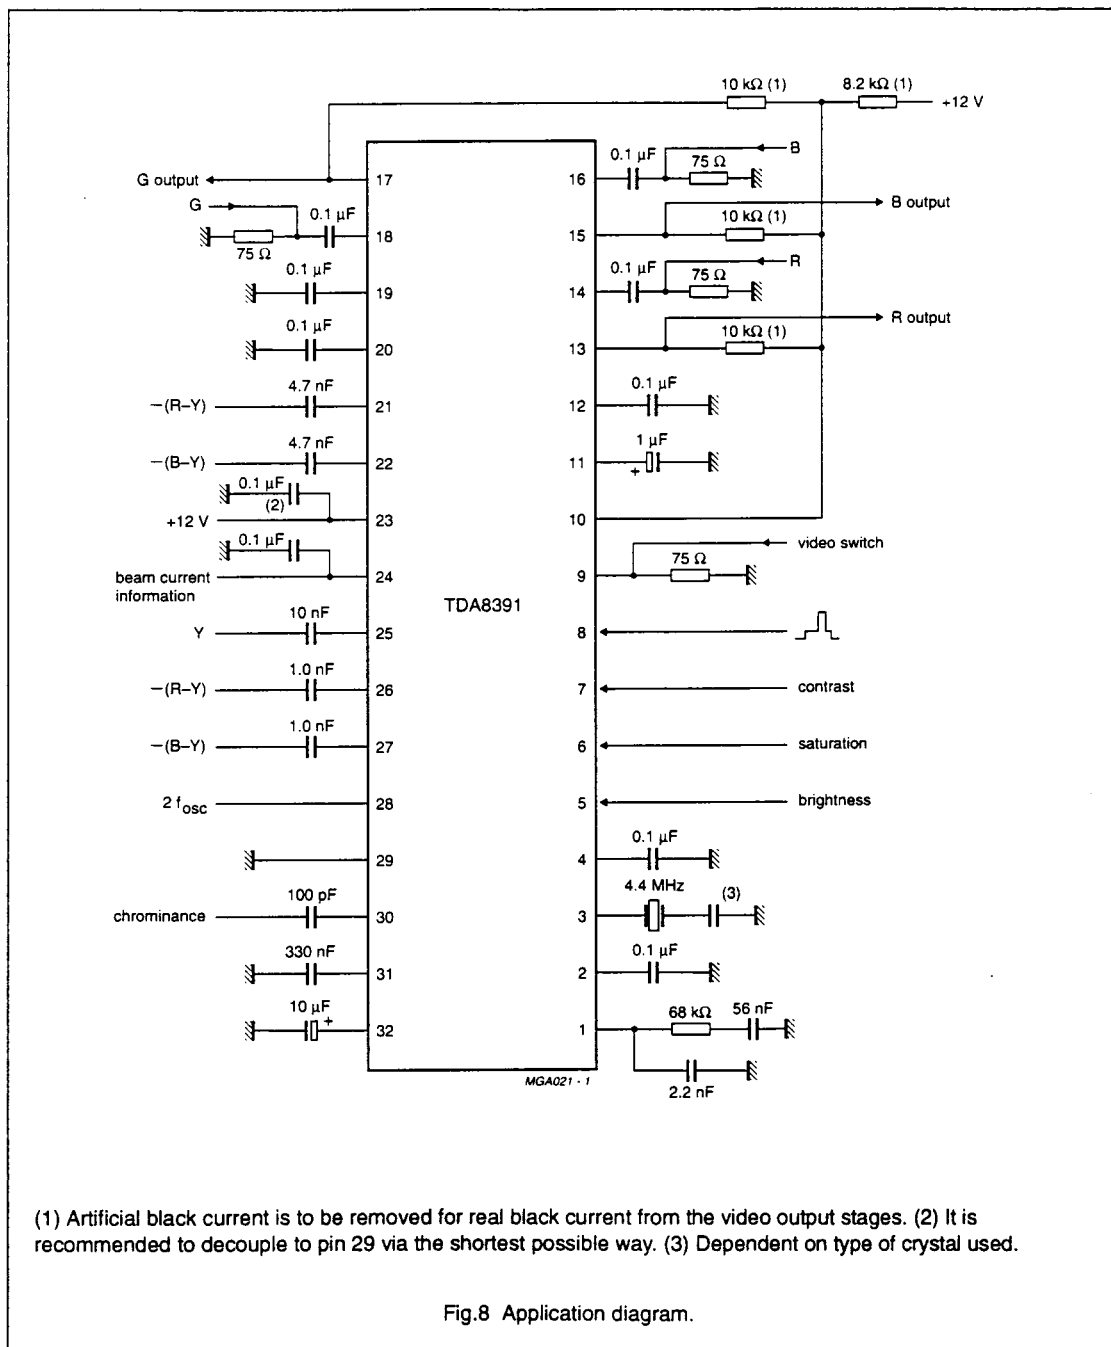 10 kΩ (1) 8.2 kΩ (1)
+12 V
0.1 µF 75 Ω B
G output 17 16
G 0.1 µF B output
18 15 10 kΩ (1)
75 Ω
0.1 µF 0.1 µF 75 Ω R
19 14
0.1 µF R output
20 13 10 kΩ (1)
4.7 nF 0.1 µF
−(R−Y) 21 12
4.7 nF 1 µF
−(B−Y) 22 11 +
0.1 µF
(2)
+12 V 23 10
0.1 µF video switch
75 Ω
beam current 24 9
information
TDA8391
10 nF
Y 25 8
1.0 nF
−(R−Y) 26 7 contrast
1.0 nF
−(B−Y) 27 6 saturation
2 fosc 28 5 brightness
0.1 µF
29 4
100 pF 4.4 MHz (3)
chrominance 30 3
330 nF 0.1 µF
31 2
10 µF + 68 kΩ 56 nF
32 1
MGA021 - 1
2.2 nF
(1) Artificial black current is to be removed for real black current from the video output stages. (2) It is
recommended to decouple to pin 29 via the shortest possible way. (3) Dependent on type of crystal used.
Fig.8 Application diagram.